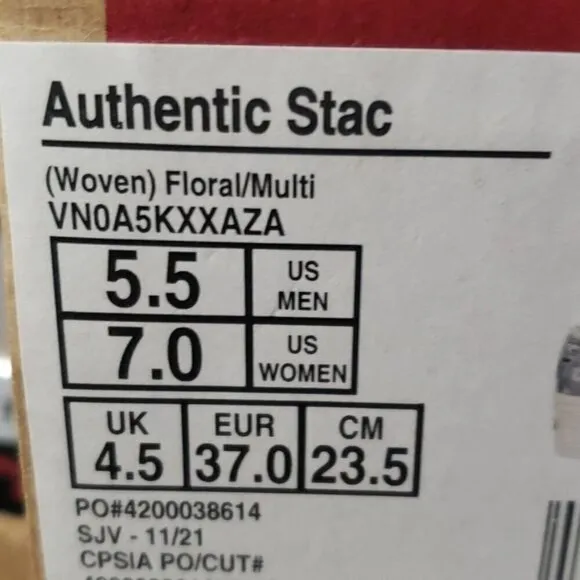 Authentic Stac
(Woven) Floral/Multi
VN0A5KXXAZA
5.5 US MEN
7.0 US WOMEN
UK EUR CM
4.5 37.0 23.5
PO#4200038614
SJV - 11/21
CPSIA PO/CUT#